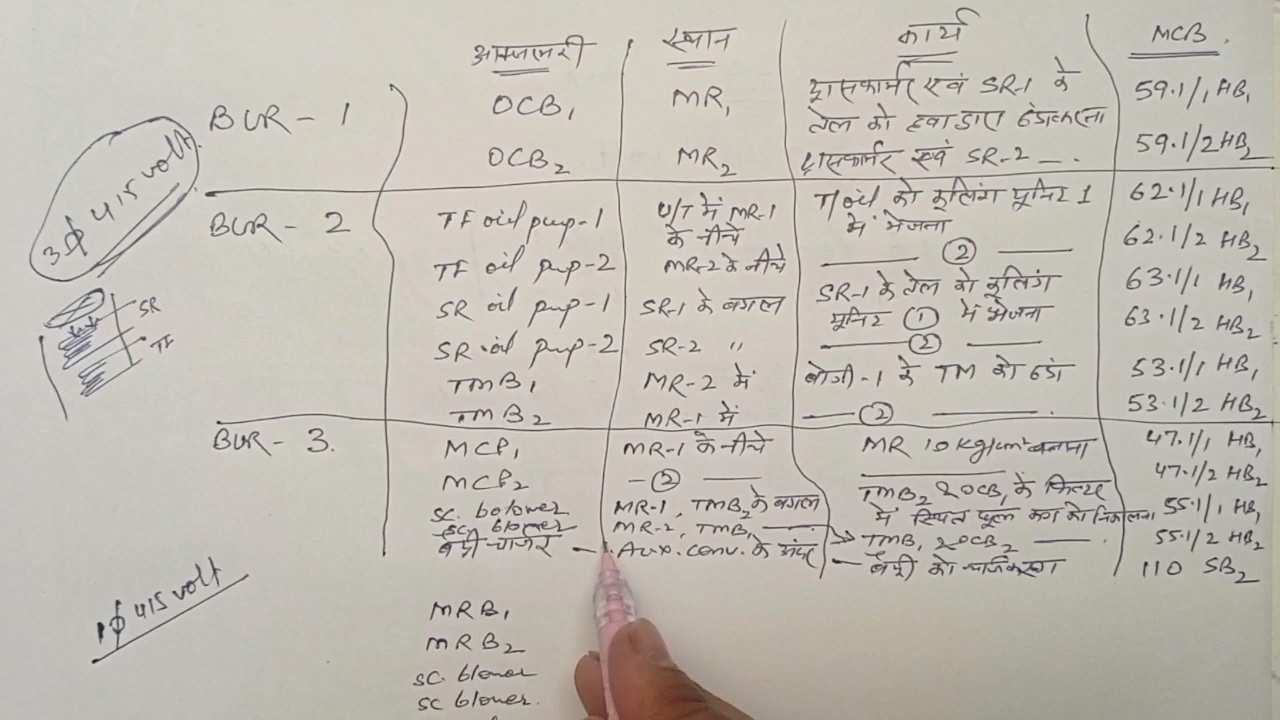 आक्जलरी स्थान कार्य MCB.
BUR - 1 OCB1 MR1 ट्रांसफार्मर एवं SR-1 के 59.1/1 HB1
तेल को हवा द्वारा ठंडा करना
OCB2 MR2 ट्रांसफार्मर एवं SR-2 —. 59.1/2 HB2
3ϕ 415 volt.
BUR - 2 TF oil pump-1 U/T में MR-1 T/oil को कूलिंग यूनिट 1 62.1/1 HB1
के नीचे में भेजना
TF oil pup-2 MR-2 के नीचे —— ② —— 62.1/2 HB2
SR oil pump-1 SR-1 के बगल SR-1 के तेल को कूलिंग 63.1/1 HB1
यूनिट ① में भेजना
SR oil pump-2 SR-2 " —— ② —— 63.1/2 HB2
SR
TF
TMB1 MR-2 में बोजी-1 के TM को ठंडा 53.1/1 HB1
TMB2 MR-1 में —— ② ——. 53.1/2 HB2
BUR - 3. MCP1 MR-1 के नीचे MR 10 kg/cm² बनाना 47.1/1 HB1
MCP2 — ② —— 47.1/2 HB2
SC. bolower MR-1, TMB2 के बगल TMB2 20CB1 के फिल्टर
में स्थित धूल कण को निकालना 55.1/1 HB1
SC. blower MR-2, TMB1 —— TMB1 20CB2 ——. 55.1/2 HB2
बैट्री चार्जर — Aux. conv. के अंदर — बैट्री को चार्ज करना 110 SB2
1ϕ 415 volt
MRB1
MRB2
SC. blower
SC blower.